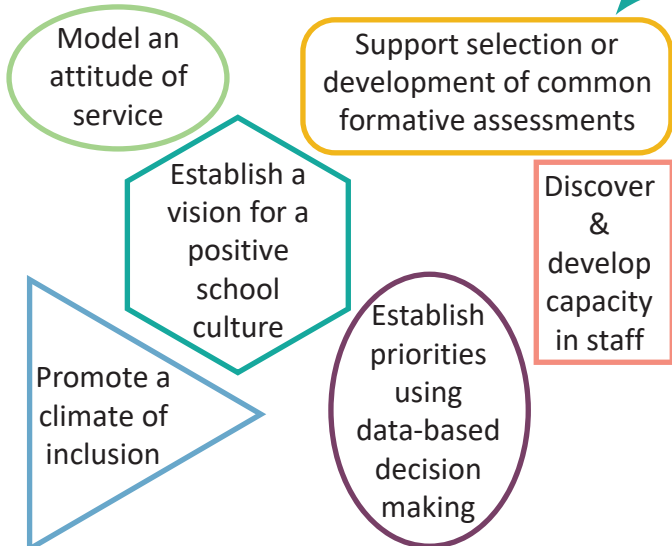 Model an
attitude of
service
Support selection or
development of common
formative assessments
Establish a
vision for a
positive
school
culture
Discover
&
develop
capacity
in staff
Promote a
climate of
inclusion
Establish
priorities
using
data-based
decision
making